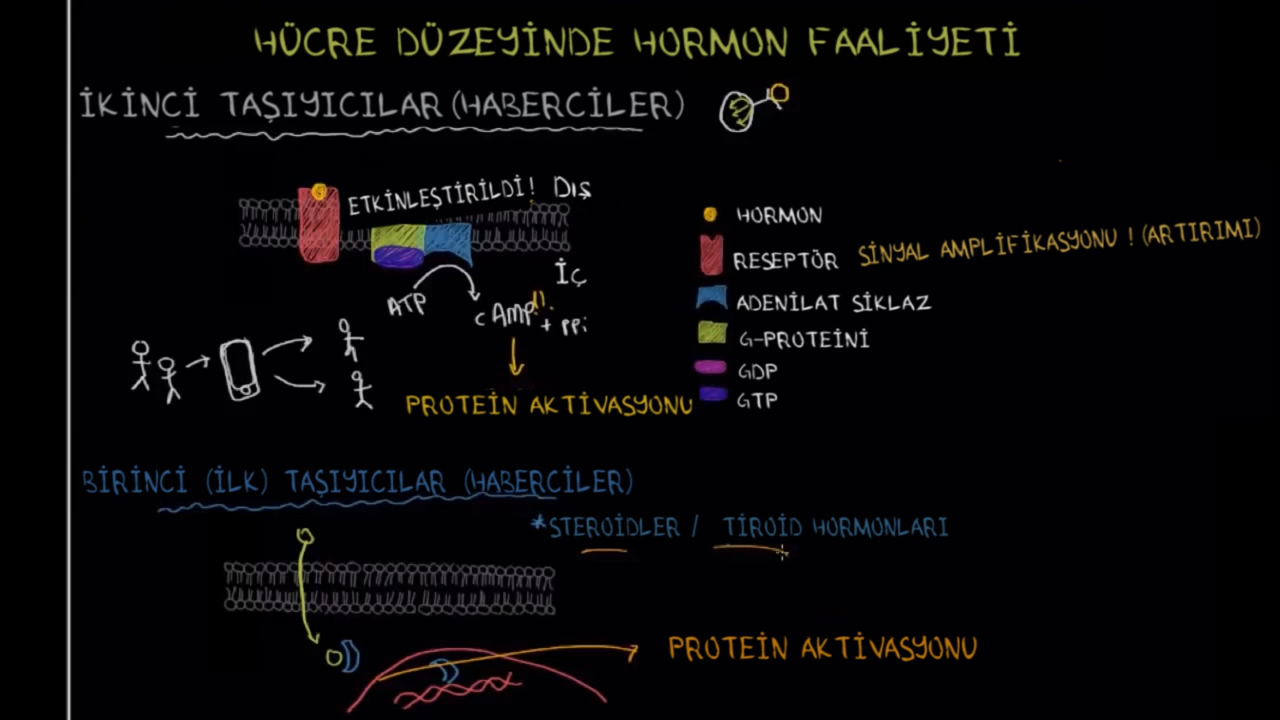 HÜCRE DÜZEYİNDE HORMON FAALİYETİ
İKİNCİ TAŞIYICILAR (HABERCİLER)
ETKİNLEŞTİRİLDİ! DIŞ
İÇ
ATP
cAMP!!. + PPi
PROTEİN AKTİVASYONU
HORMON
RESEPTÖR SİNYAL AMPLİFİKASYONU ! (ARTIRIMI)
ADENİLAT SİKLAZ
G-PROTEİNİ
GDP
GTP
BİRİNCİ (İLK) TAŞIYICILAR (HABERCİLER)
*STEROİDLER / TİROİD HORMONLARI
PROTEİN AKTİVASYONU